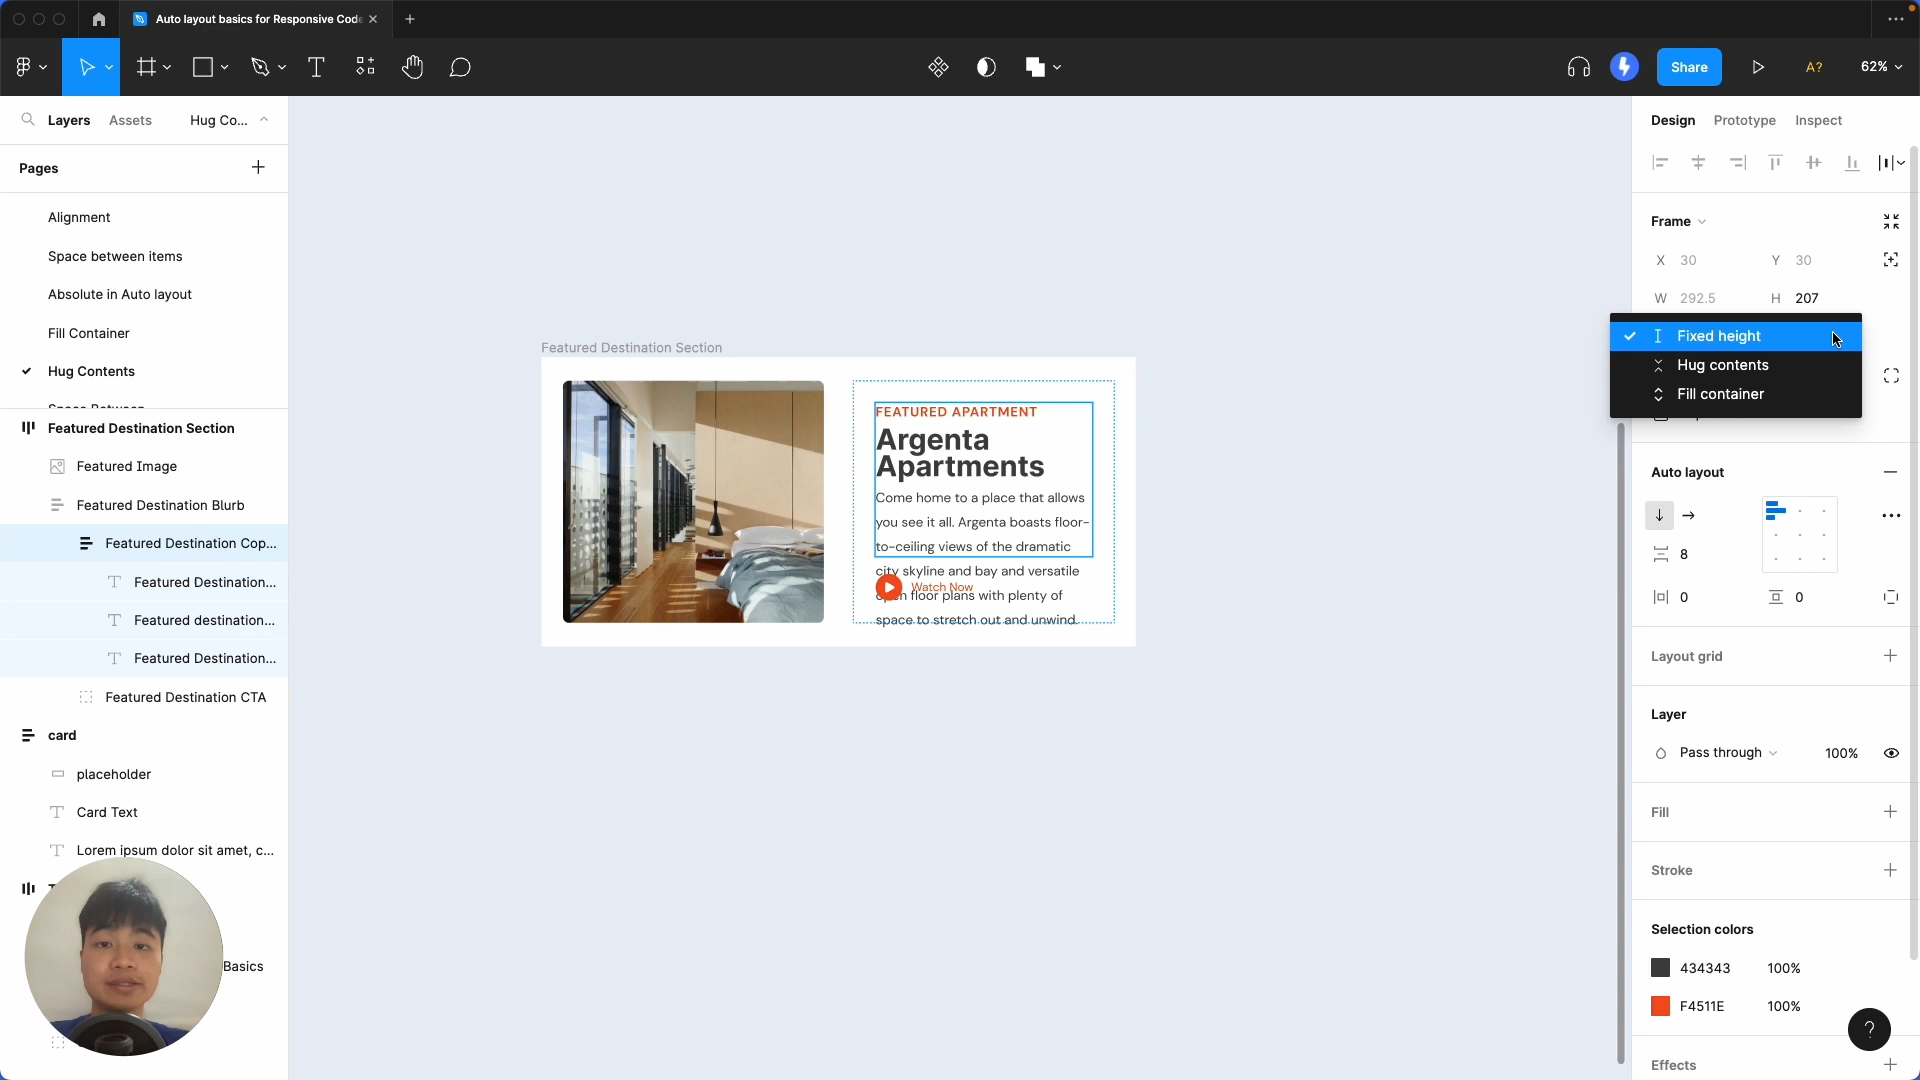 Auto layout basics for Responsive Code
Share
A?
62%
Layers
Assets
Hug Co...
Pages
Alignment
Space between items
Absolute in Auto layout
Fill Container
Hug Contents
Space Between
Featured Destination Section
Featured Image
Featured Destination Blurb
Featured Destination Cop...
Featured Destination...
Featured destination...
Featured Destination...
Featured Destination CTA
card
placeholder
Card Text
Lorem ipsum dolor sit amet, c...
Basics
Featured Destination Section
FEATURED APARTMENT
Argenta
Apartments
Come home to a place that allows
you see it all. Argenta boasts floor-
to-ceiling views of the dramatic
city skyline and bay and versatile
Watch Now
open floor plans with plenty of
space to stretch out and unwind.
Design
Prototype
Inspect
Frame
X 30
Y 30
W 292.5
H 207
Fixed height
Hug contents
Fill container
Auto layout
8
0
0
Layout grid
Layer
Pass through
100%
Fill
Stroke
Selection colors
434343
100%
F4511E
100%
Effects
?